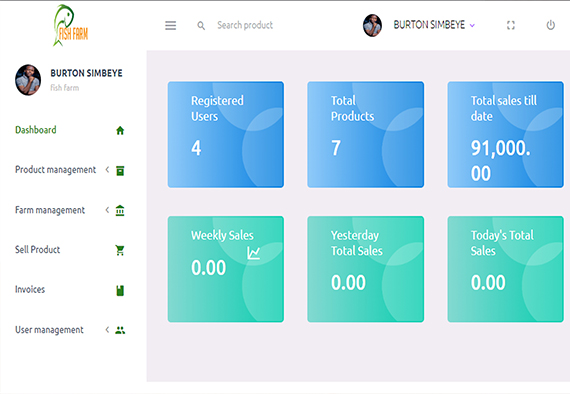 FISH FARM
Search product
BURTON SIMBEYE
BURTON SIMBEYE
fish farm
Dashboard
Product management
Farm management
Sell Product
Invoices
User management
Registered
Users
4
Total
Products
7
Total sales till
date
91,000.
00
Weekly Sales
0.00
Yesterday
Total Sales
0.00
Today's Total
Sales
0.00